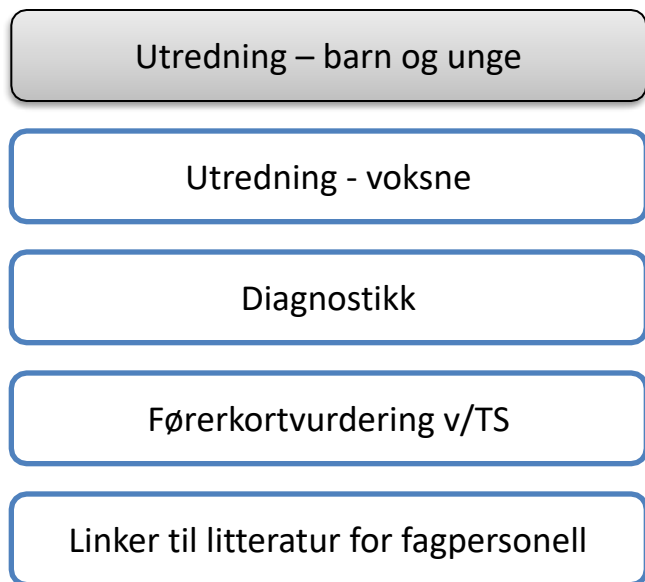 Utredning – barn og unge
Utredning - voksne
Diagnostikk
Førerkortvurdering v/TS
Linker til litteratur for fagpersonell